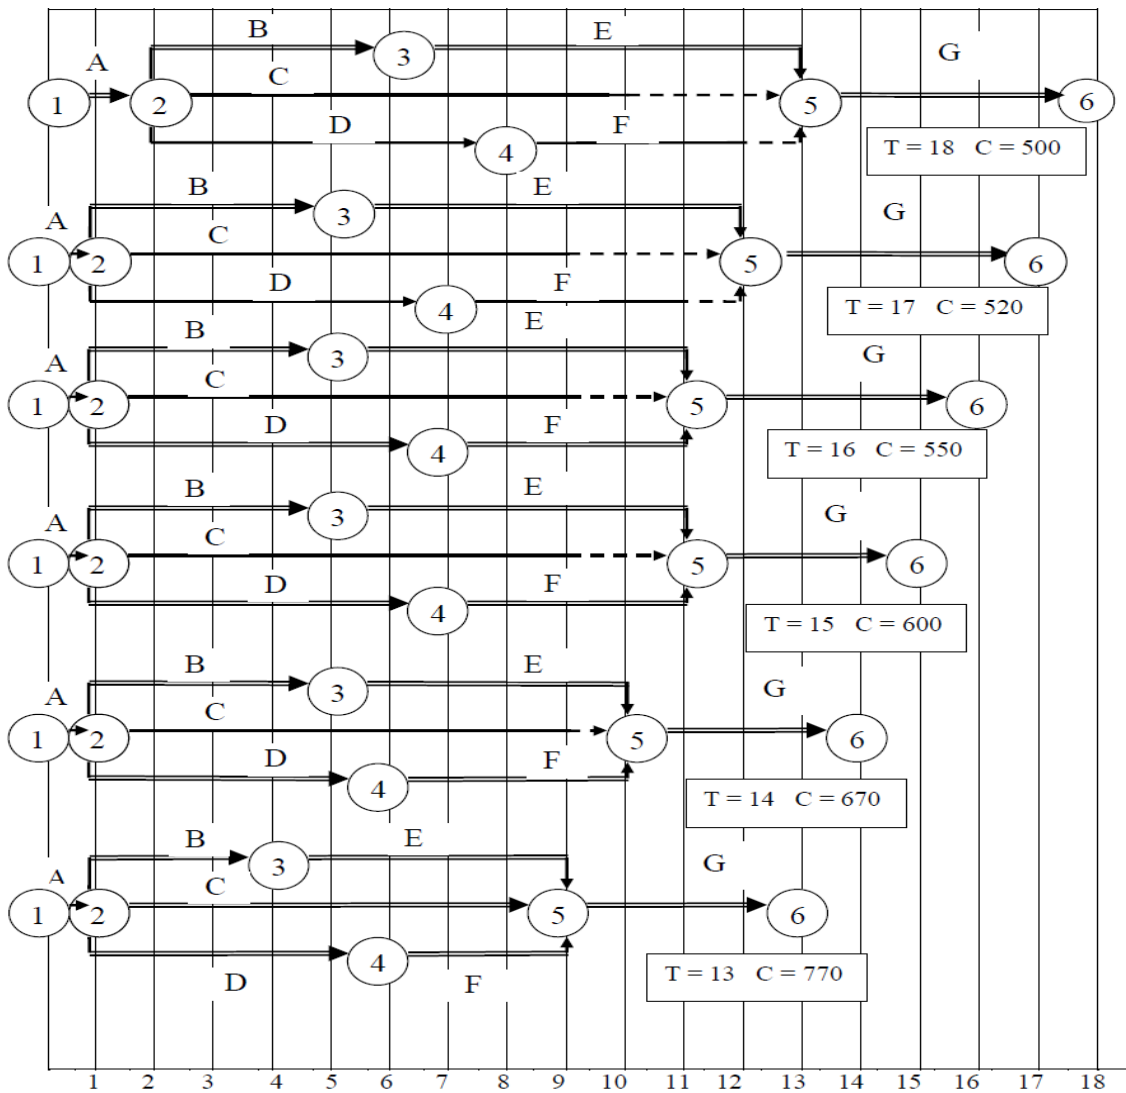 B E
A G
C
1 2 3 5 6
D F
4
T = 18 C = 500
B E
A G
C
1 2 3 5 6
D F
4
T = 17 C = 520
B E
A G
C
1 2 3 5 6
D F
4
T = 16 C = 550
B E
A G
C
1 2 3 5 6
D F
4
T = 15 C = 600
B E
A G
C
1 2 3 5 6
D F
4
T = 14 C = 670
B E
A G
C
1 2 3 5 6
4
D F
T = 13 C = 770
1 2 3 4 5 6 7 8 9 10 11 12 13 14 15 16 17 18